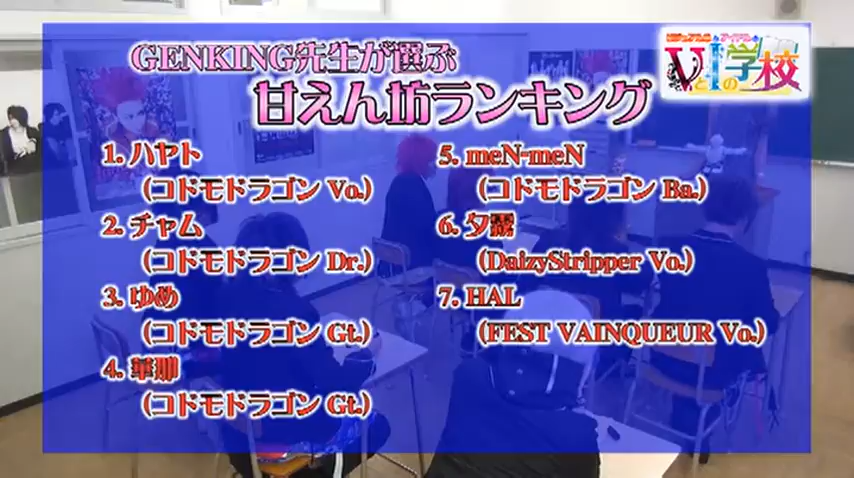 GENKING先生が選ぶ
甘えん坊ランキング
VとIの学校
1. ハヤト
(コドモドラゴン Vo.)
2. チャム
(コドモドラゴン Dr.)
3. ゆめ
(コドモドラゴン Gt.)
4. 華那
(コドモドラゴン Gt.)
5. meN-meN
(コドモドラゴン Ba.)
6. 夕霧
(DaizyStripper Vo.)
7. HAL
(FEST VAINQUEUR Vo.)